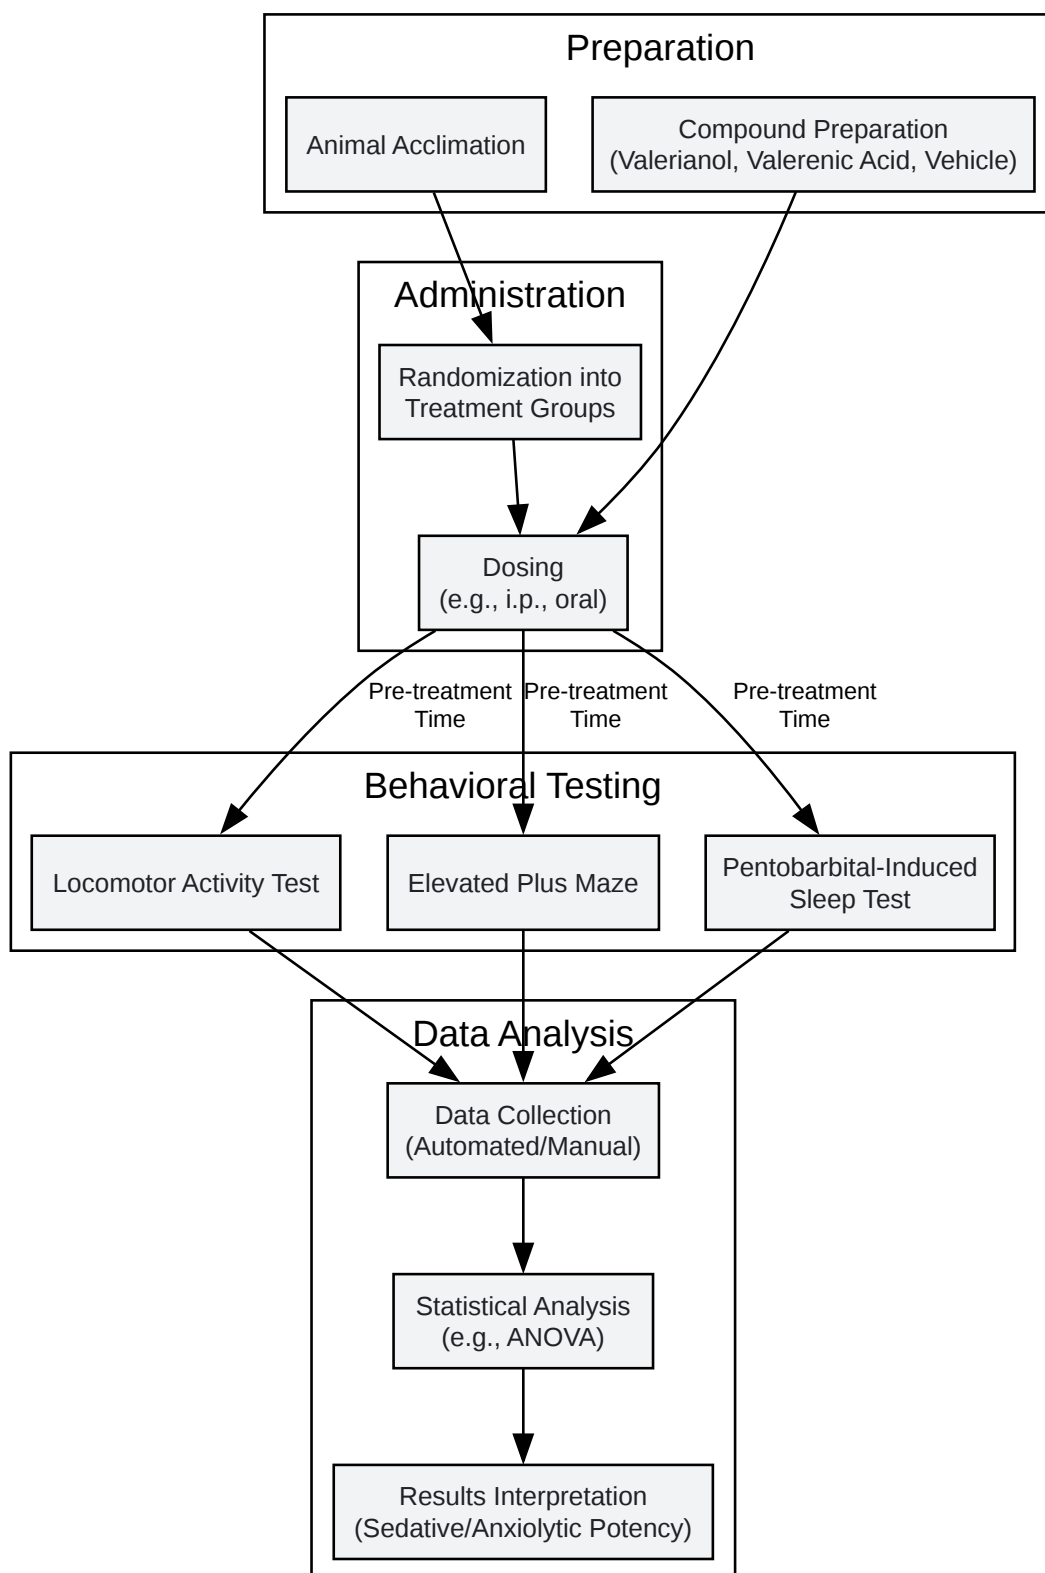 Preparation
Animal Acclimation
Compound Preparation
(Valerianol, Valerenic Acid, Vehicle)
Administration
Randomization into
Treatment Groups
Dosing
(e.g., i.p., oral)
Pre-treatment
Time
Pre-treatment
Time
Pre-treatment
Time
Behavioral Testing
Locomotor Activity Test
Elevated Plus Maze
Pentobarbital-Induced
Sleep Test
Data Analysis
Data Collection
(Automated/Manual)
Statistical Analysis
(e.g., ANOVA)
Results Interpretation
(Sedative/Anxiolytic Potency)